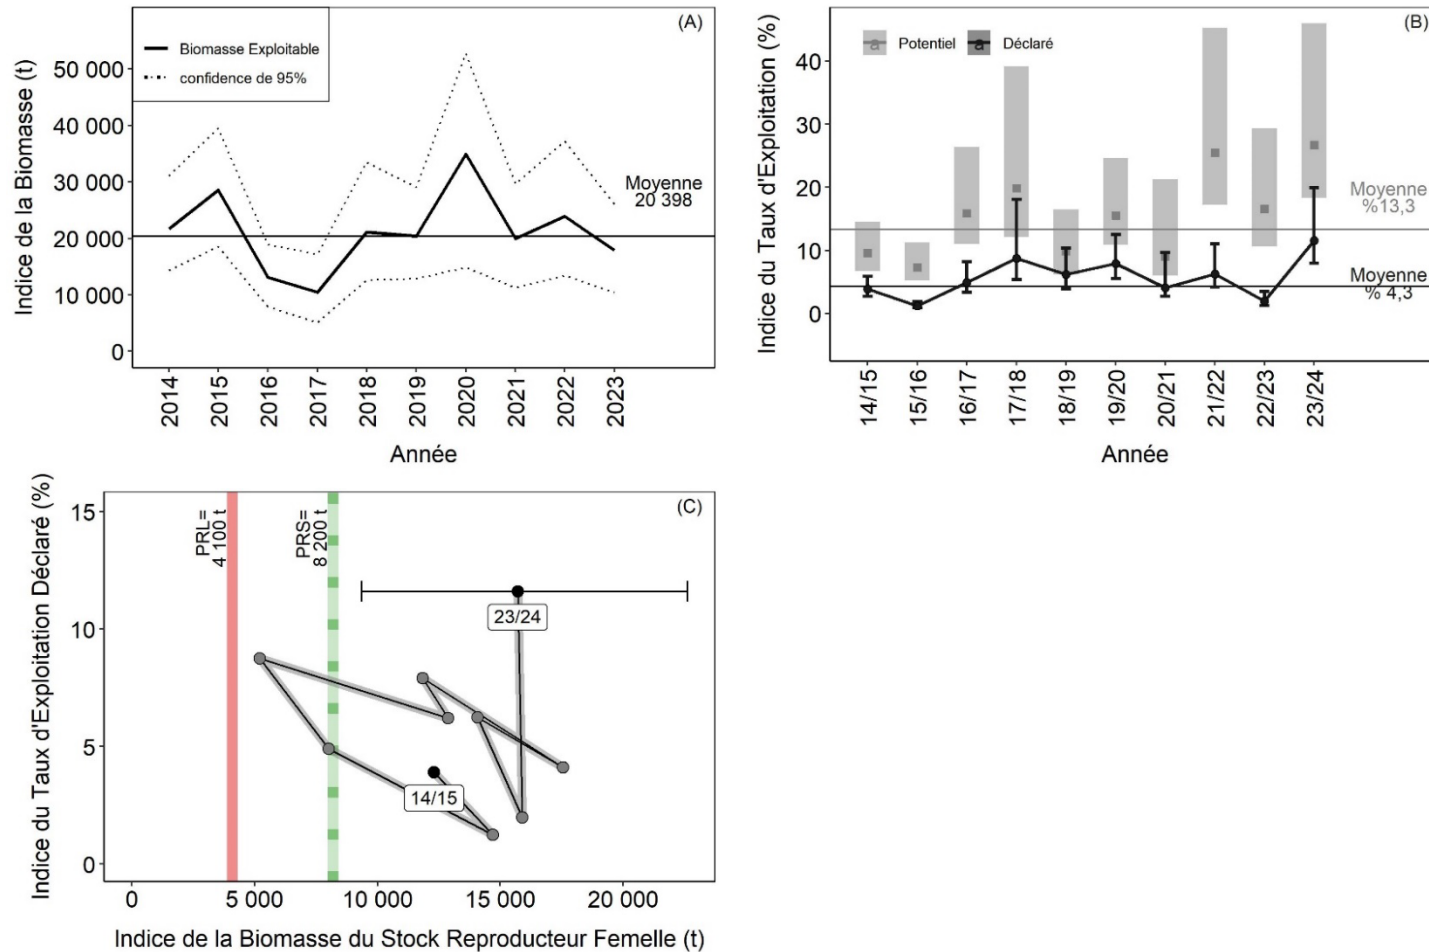 (A)
Indice de la Biomasse (t)
Biomasse Exploitable
confidence de 95%
50 000
40 000
30 000
20 000
10 000
0
Moyenne
20 398
2014
2015
2016
2017
2018
2019
2020
2021
2022
2023
Année
(B)
Indice du Taux d'Exploitation (%)
a Potentiel a Déclaré
40
30
20
10
0
Moyenne
%13,3
Moyenne
% 4,3
14/15
15/16
16/17
17/18
18/19
19/20
20/21
21/22
22/23
23/24
Année
(C)
Indice du Taux d'Exploitation Déclaré (%)
15
10
5
0
PRL=
4 100 t
PRS=
8 200 t
23/24
14/15
0
5 000
10 000
15 000
20 000
Indice de la Biomasse du Stock Reproducteur Femelle (t)